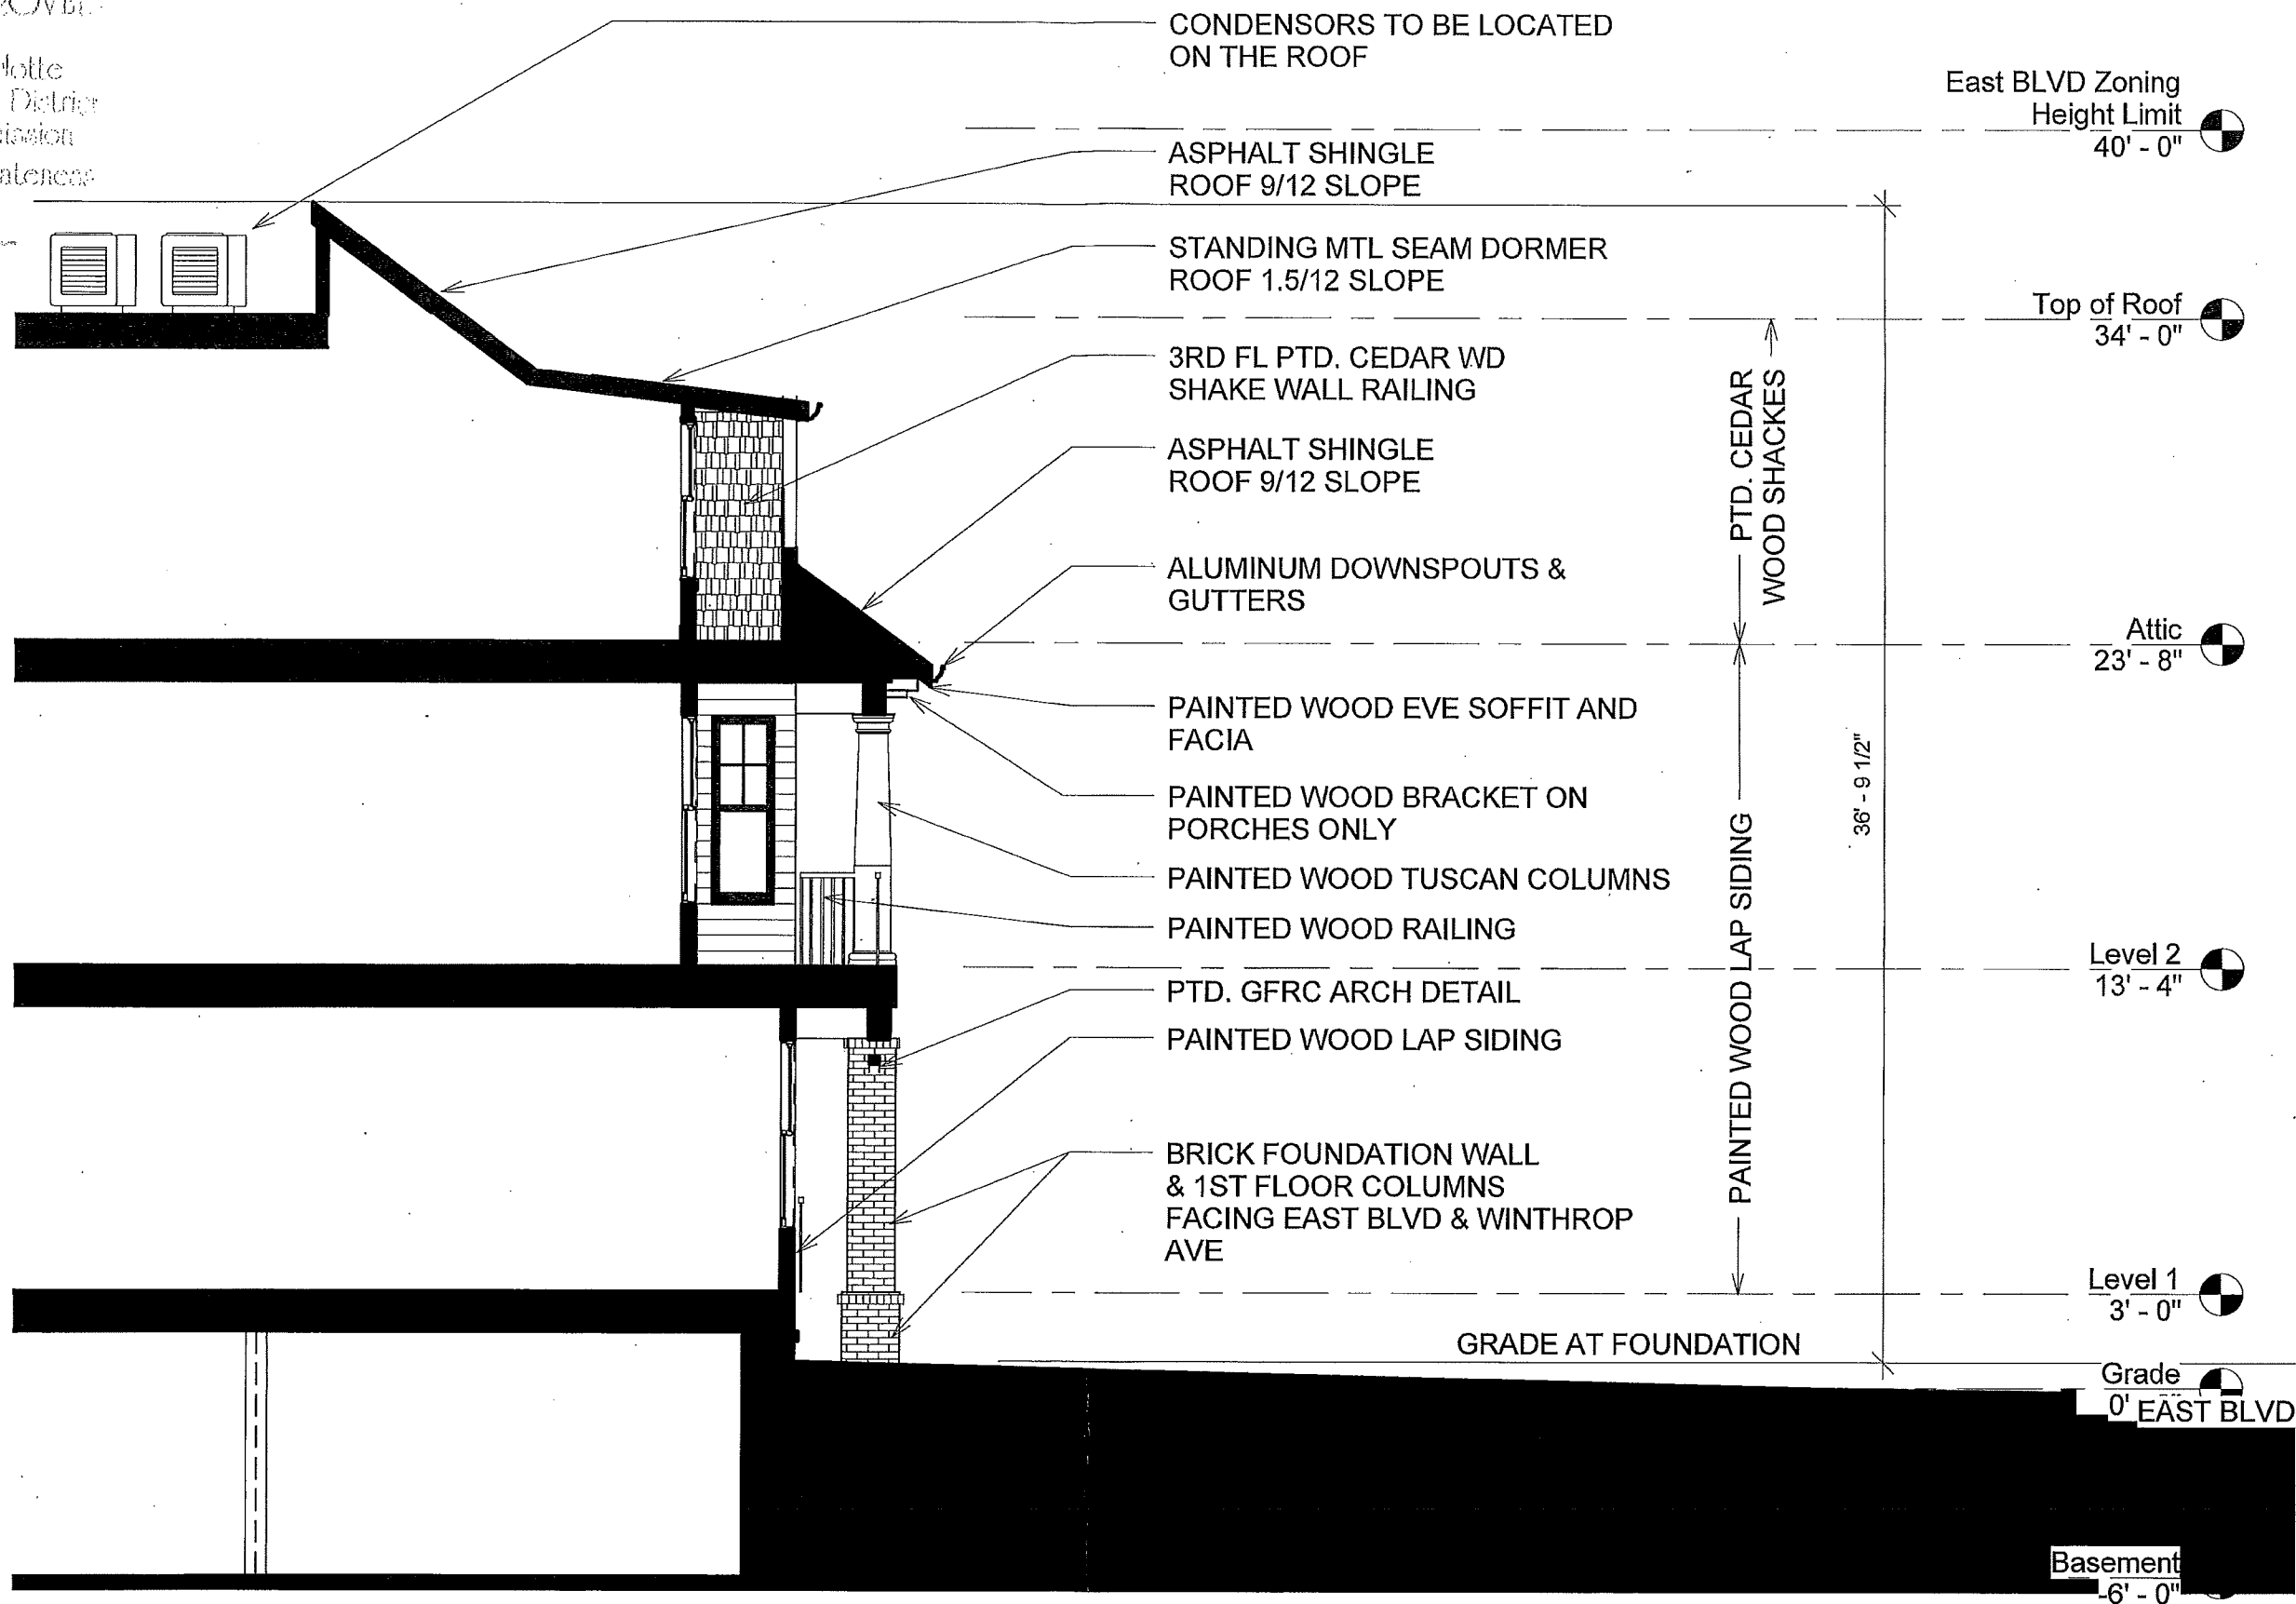 District
CONDENSORS TO BE LOCATED
ON THE ROOF
East BLVD Zoning
Height Limit
40' - 0"
ASPHALT SHINGLE
ROOF 9/12 SLOPE
STANDING MTL SEAM DORMER
ROOF 1.5/12 SLOPE
Top of Roof
34' - 0"
3RD FL PTD. CEDAR WD
SHAKE WALL RAILING
PTD. CEDAR
WOOD SHACKES
ASPHALT SHINGLE
ROOF 9/12 SLOPE
ALUMINUM DOWNSPOUTS &
GUTTERS
Attic
23' - 8"
PAINTED WOOD EVE SOFFIT AND
FACIA
36' - 9 1/2"
PAINTED WOOD BRACKET ON
PORCHES ONLY
PAINTED WOOD TUSCAN COLUMNS
PAINTED WOOD RAILING
PAINTED WOOD LAP SIDING
Level 2
13' - 4"
PTD. GFRC ARCH DETAIL
PAINTED WOOD LAP SIDING
BRICK FOUNDATION WALL
& 1ST FLOOR COLUMNS
FACING EAST BLVD & WINTHROP
AVE
Level 1
3' - 0"
GRADE AT FOUNDATION
Grade
0'
EAST BLVD
Basement
-6' - 0"